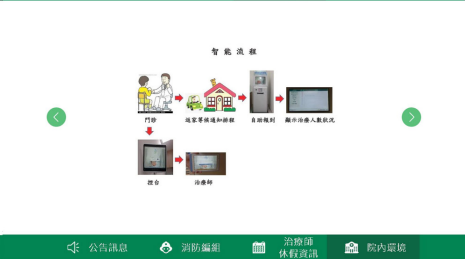 智能流程
門診
返家等候通知排程
自助報到
顯示治療人數狀況
櫃台
治療師
公告訊息
消防編組
治療師
休假資訊
院內環境